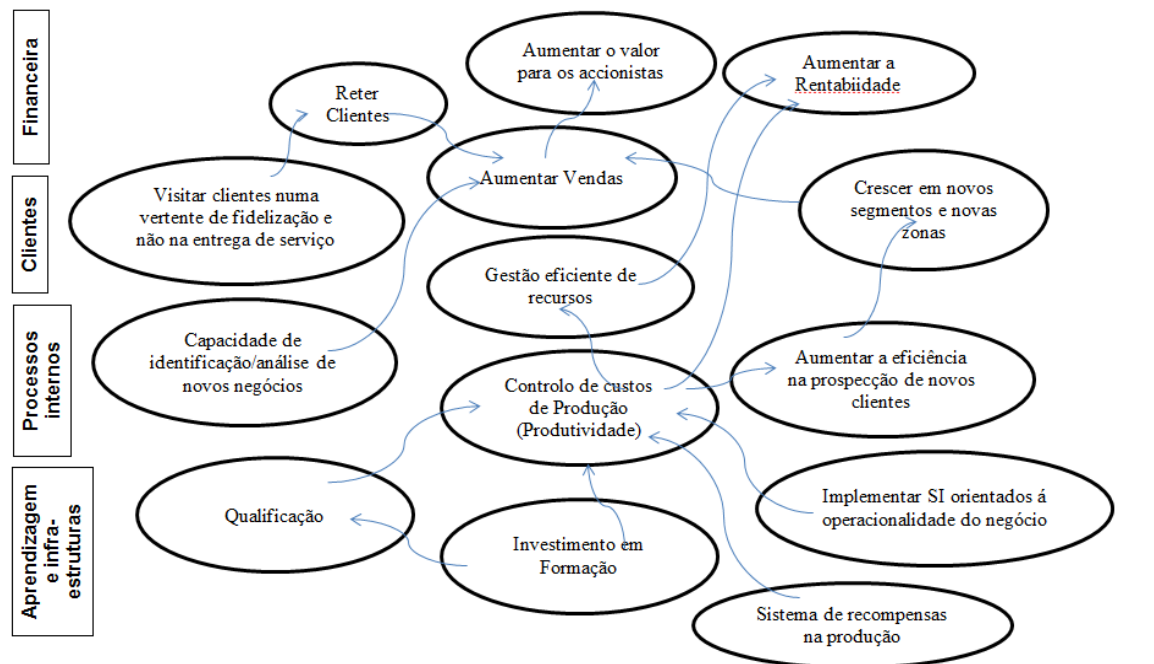 Financeira
Aumentar o valor
para os accionistas
Aumentar a
Rentabiidade
Reter
Clientes
Aumentar Vendas
Clientes
Visitar clientes numa
vertente de fidelização e
não na entrega de serviço
Crescer em novos
segmentos e novas
zonas
Gestão eficiente de
recursos
Processos
internos
Capacidade de
identificação/análise de
novos negócios
Controlo de custos
de Produção
(Produtividade)
Aumentar a eficiência
na prospecção de novos
clientes
Aprendizagem
e infra-
estruturas
Qualificação
Investimento em
Formação
Implementar SI orientados á
operacionalidade do negócio
Sistema de recompensas
na produção